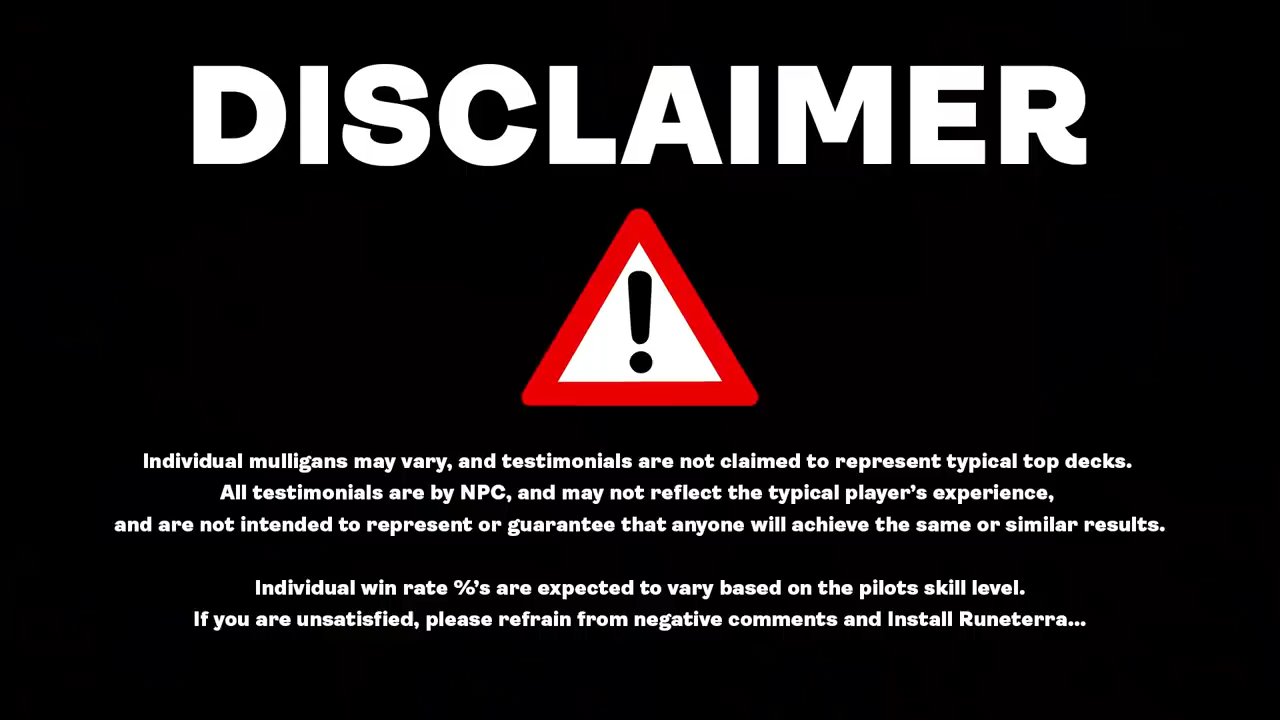 DISCLAIMER
Individual mulligans may vary, and testimonials are not claimed to represent typical top decks.
All testimonials are by NPC, and may not reflect the typical player's experience,
and are not intended to represent or guarantee that anyone will achieve the same or similar results.
Individual win rate %'s are expected to vary based on the pilots skill level.
If you are unsatisfied, please refrain from negative comments and Install Runeterra...